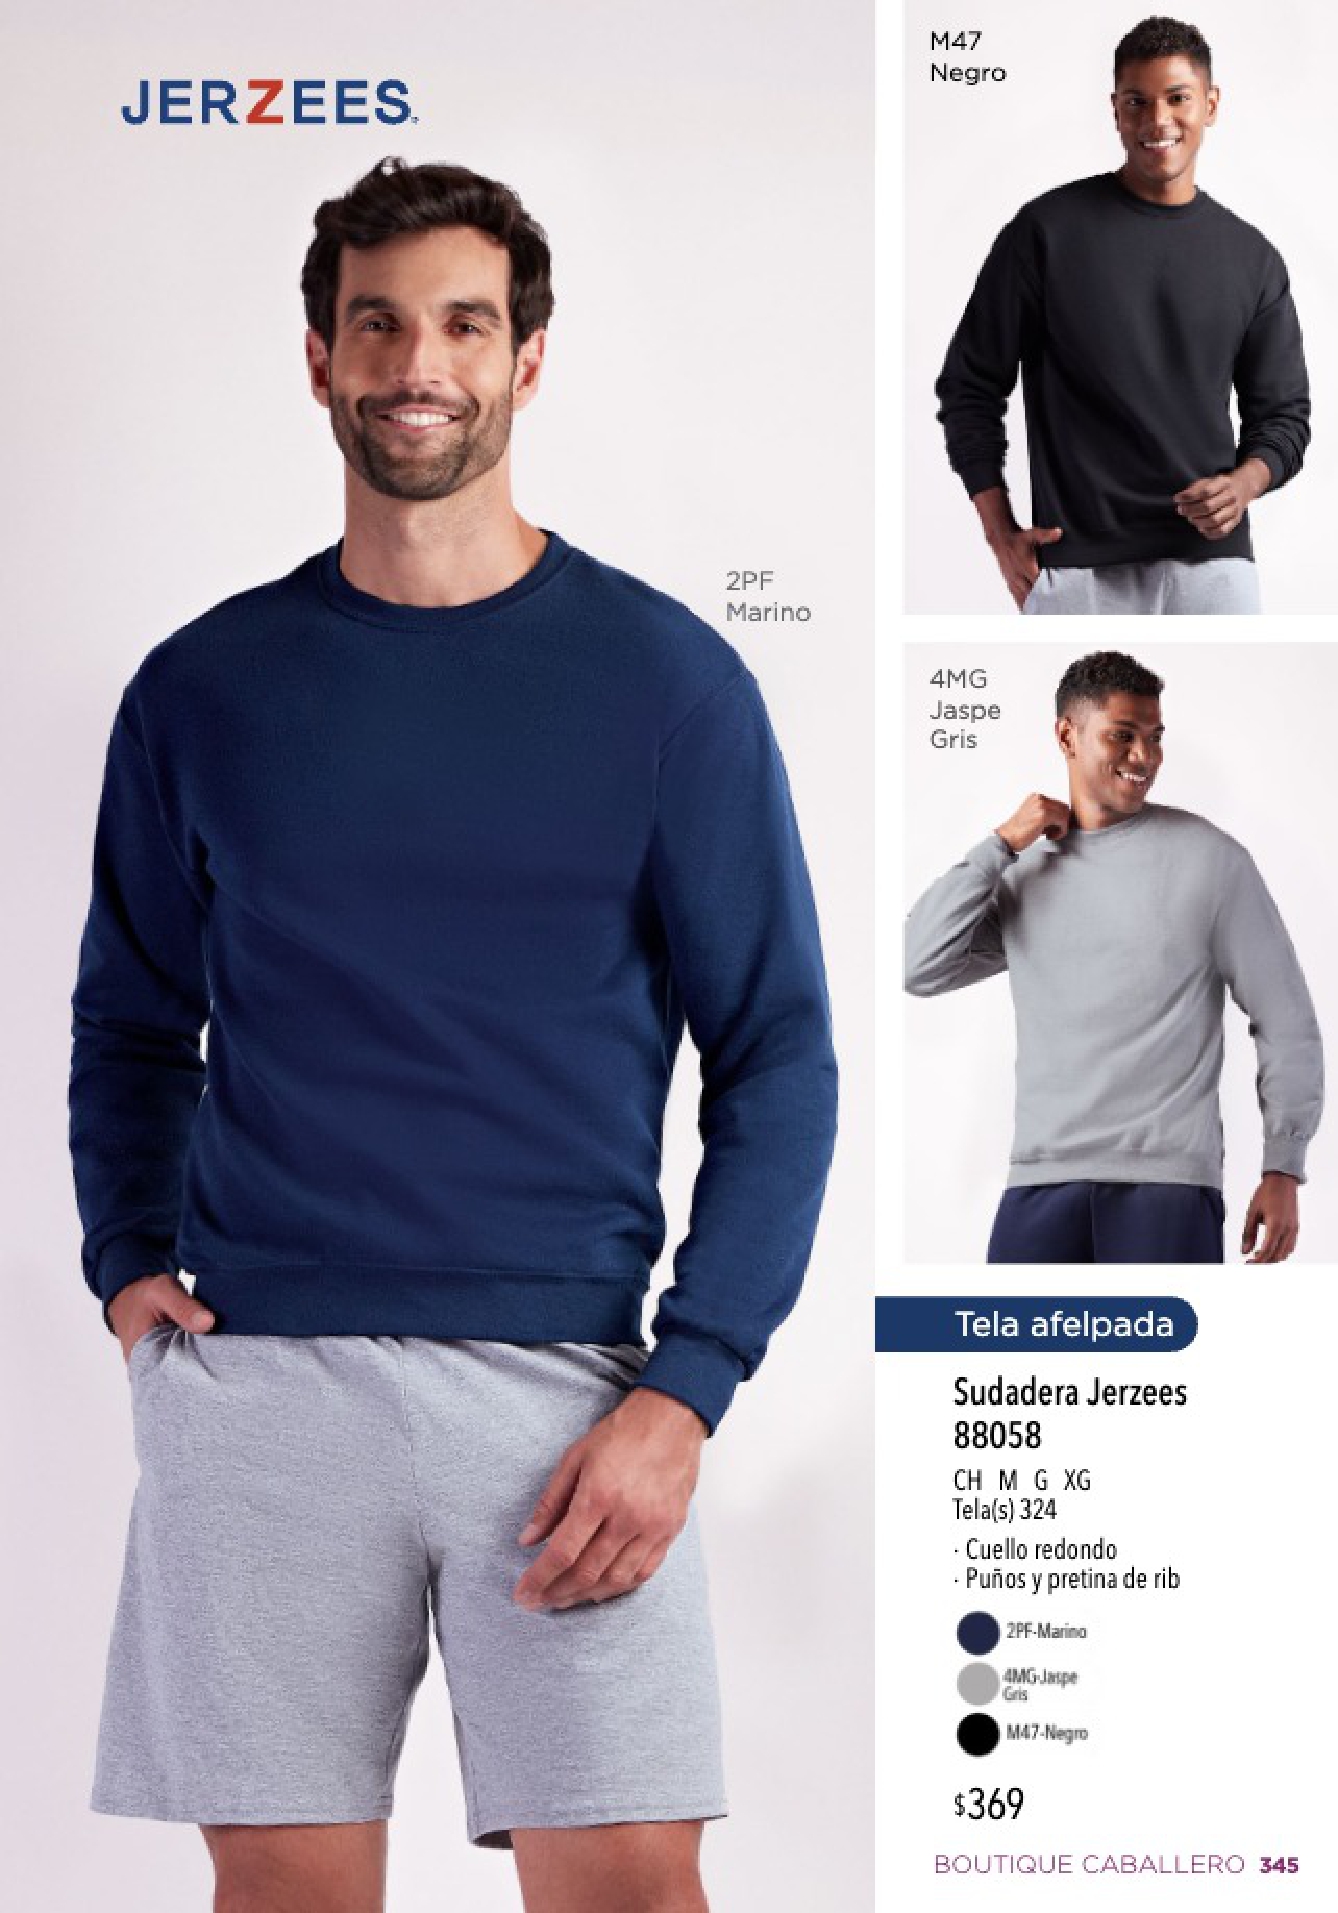 JERZEES
M47
Negro
2PF
Marino
4MG
Jaspe
Gris
Tela afelpada
Sudadera Jerzees
88058
CH M G XG
Tela(s) 324
· Cuello redondo
· Puños y pretina de rib
2PF-Marino
4MG-Jaspe
Gris
M47-Negro
$369
BOUTIQUE CABALLERO 345